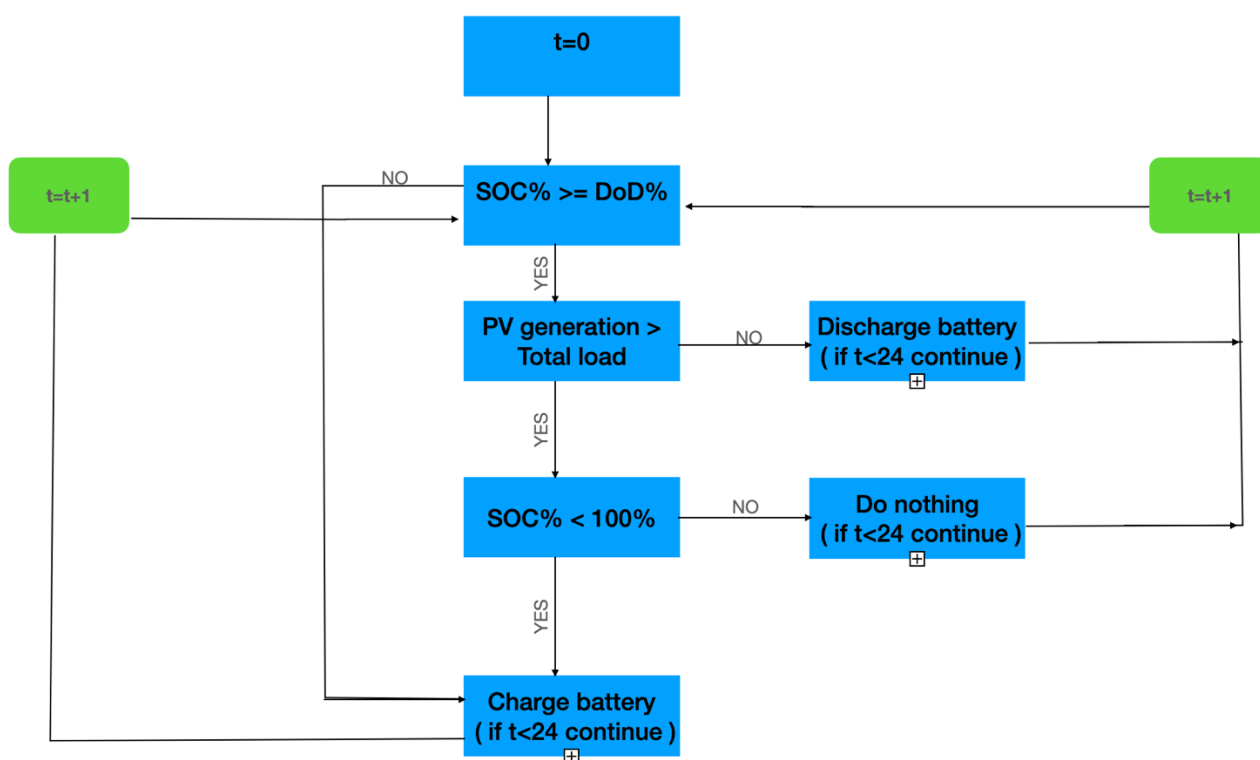 t=0
NO
SOC% >= DoD%
t=t+1
t=t+1
YES
PV generation >
Total load
NO
Discharge battery
( if t<24 continue )
YES
SOC% < 100%
NO
Do nothing
( if t<24 continue )
YES
Charge battery
( if t<24 continue )